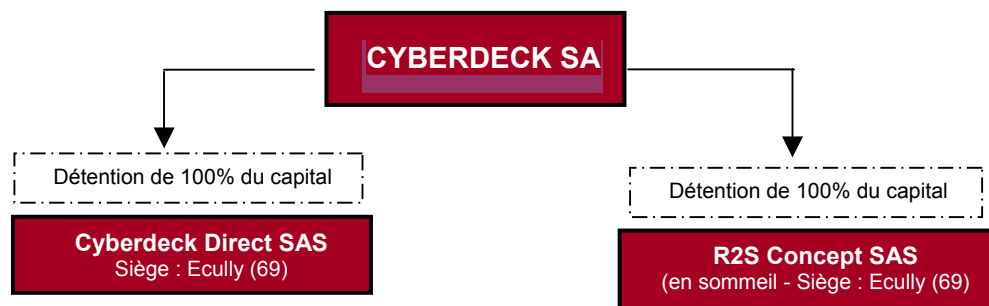 CYBERDECK SA
Détention de 100% du capital
Cyberdeck Direct SAS
Siège : Ecully (69)
Détention de 100% du capital
R2S Concept SAS
(en sommeil - Siège : Ecully (69)